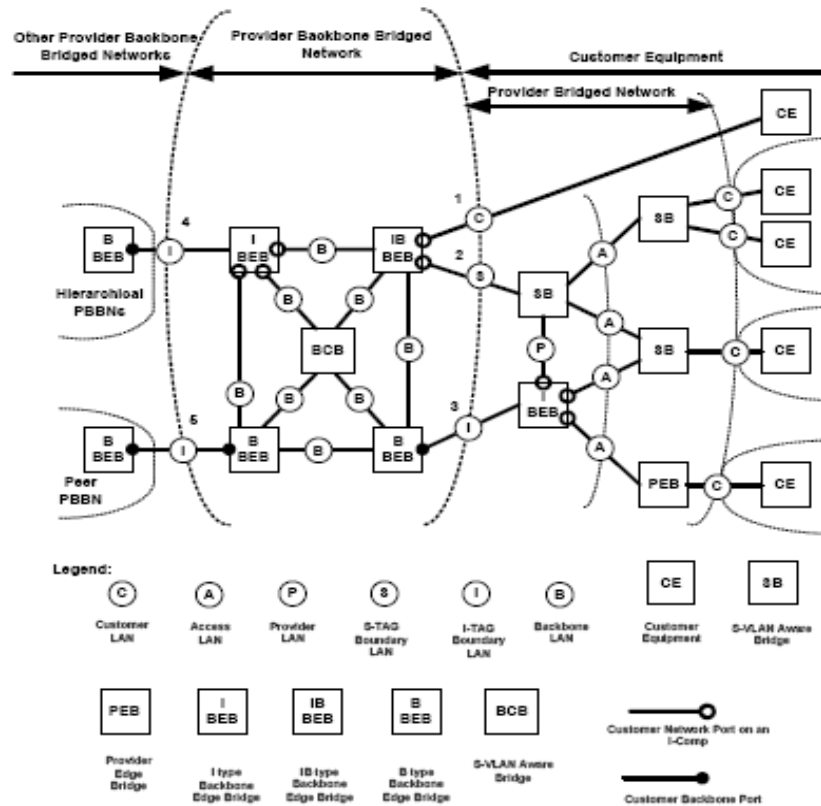 Other Provider Backbone
Bridged Networks
Provider Backbone Bridged
Network
Customer Equipment
Provider Bridged Network
CE
1
C
4
B
BEB
I
I
BEB
B
IB
BEB
2
S
SB
A
SB
C
CE
C
CE
Hierarchical
PBBNs
B
B
BCB
B
B
B
B
P
A
A
SB
C
CE
5
3
I
I
BEB
A
B
BEB
I
B
BEB
B
B
BEB
Peer
PBBN
PEB
C
CE
Legend:
C
A
P
S
I
B
CE
SB
Customer
LAN
Access
LAN
Provider
LAN
S-TAG
Boundary
LAN
I-TAG
Boundary
LAN
Backbone
LAN
Customer
Equipment
S-VLAN Aware
Bridge
PEB
I
BEB
IB
BEB
B
BEB
BCB
Customer Network Port on an
I-Comp
Provider
Edge
Bridge
I type
Backbone
Edge Bridge
IB type
Backbone
Edge Bridge
B type
Backbone
Edge Bridge
S-VLAN Aware
Bridge
Customer Backbone Port